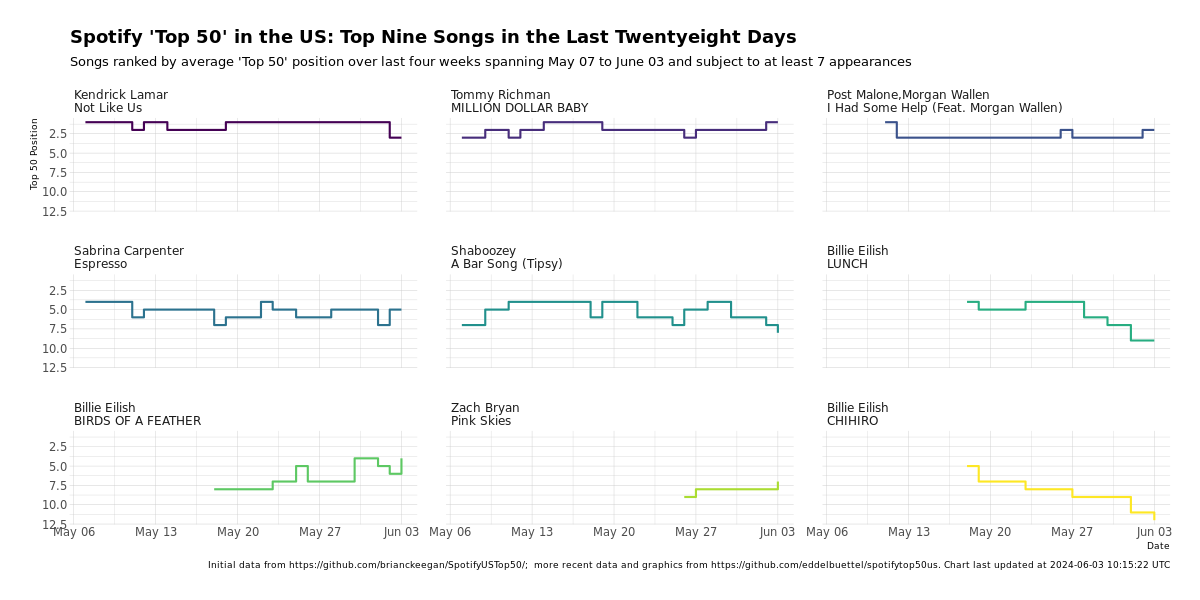 Spotify 'Top 50' in the US: Top Nine Songs in the Last Twentyeight Days
Songs ranked by average 'Top 50' position over last four weeks spanning May 07 to June 03 and subject to at least 7 appearances
Kendrick Lamar
Not Like Us
Tommy Richman
MILLION DOLLAR BABY
Post Malone,Morgan Wallen
I Had Some Help (Feat. Morgan Wallen)
Top 50 Position
2.5
5.0
7.5
10.0
12.5
Sabrina Carpenter
Espresso
Shaboozey
A Bar Song (Tipsy)
Billie Eilish
LUNCH
2.5
5.0
7.5
10.0
12.5
Billie Eilish
BIRDS OF A FEATHER
Zach Bryan
Pink Skies
Billie Eilish
CHIHIRO
2.5
5.0
7.5
10.0
12.5
May 06 May 13 May 20 May 27 Jun 03
May 06 May 13 May 20 May 27 Jun 03
May 06 May 13 May 20 May 27 Jun 03
Date
Initial data from https://github.com/brianckeegan/SpotifyUSTop50/;  more recent data and graphics from https://github.com/eddelbuettel/spotifytop50us. Chart last updated at 2024-06-03 10:15:22 UTC